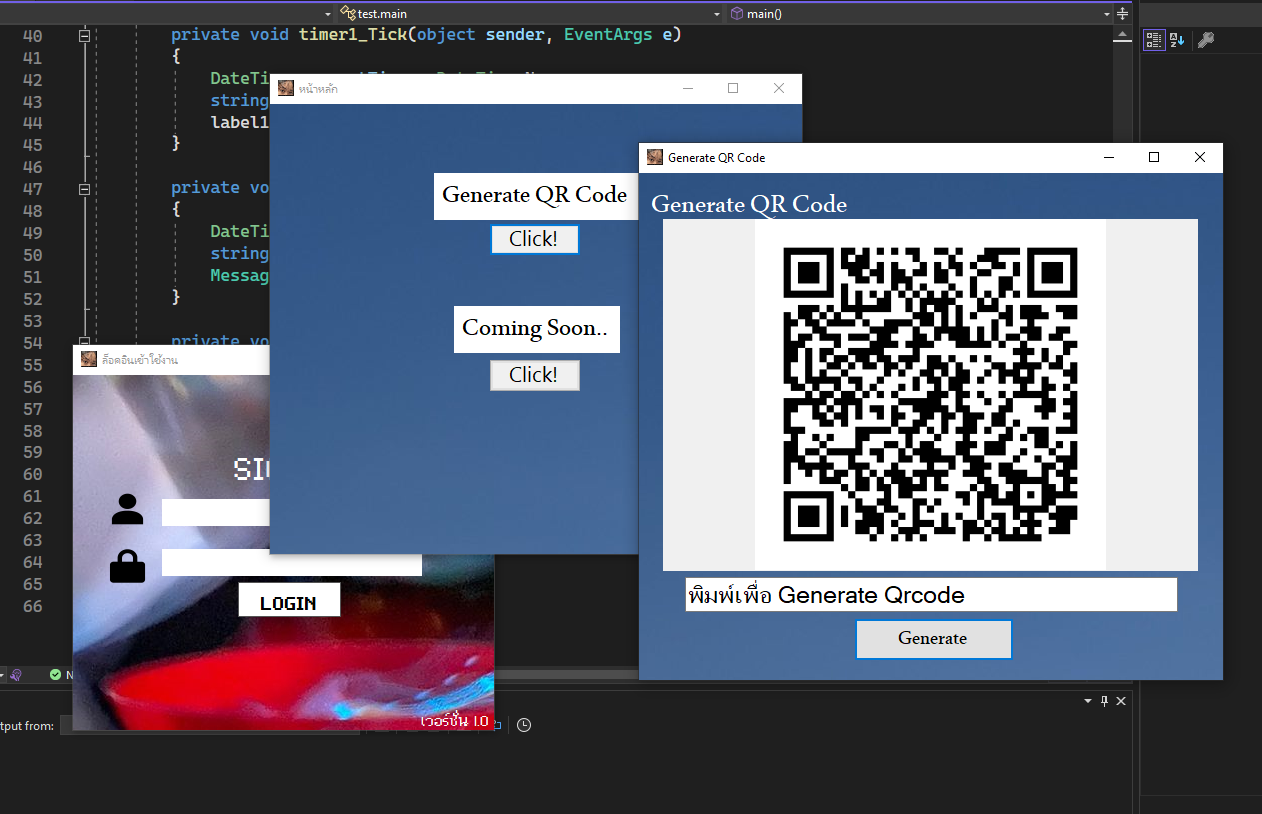 test.main
main()
40 private void timer1_Tick(object sender, EventArgs e)
41 {
42 DateTi
43 string
44 label1
45 }
46
47 private vo
48 {
49 DateTi
50 string
51 Messag
52 }
53
54 private vo
55
56
57
58
59
60
61
62
63
64
65
66
หน้าหลัก
Generate QR Code
Click!
Coming Soon..
Click!
Generate QR Code
Generate QR Code
พิมพ์เพื่อ Generate Qrcode
Generate
ล็อคอินเข้าใช้งาน
LOGIN
เวอร์ชั่น 1.0
N
tput from: